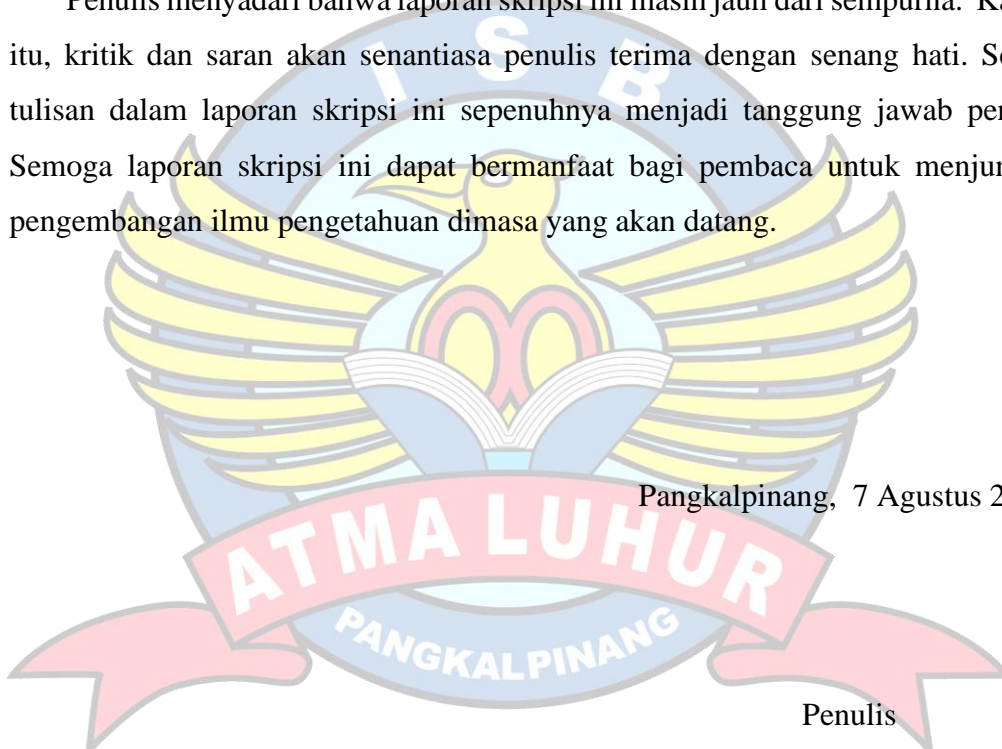 Penulis menyadari bahwa laporan skripsi ini masih jauh dari sempurna.
itu, kritik dan saran akan senantiasa penulis terima dengan senang hati.
tulisan dalam laporan skripsi ini sepenuhnya menjadi tanggung jawab
Semoga laporan skripsi ini dapat bermanfaat bagi pembaca untuk
pengembangan ilmu pengetahuan dimasa yang akan datang.
Pangkalpinang, 7 Agustus
Penulis
I S B
ATMA LUHUR
PANGKALPINANG